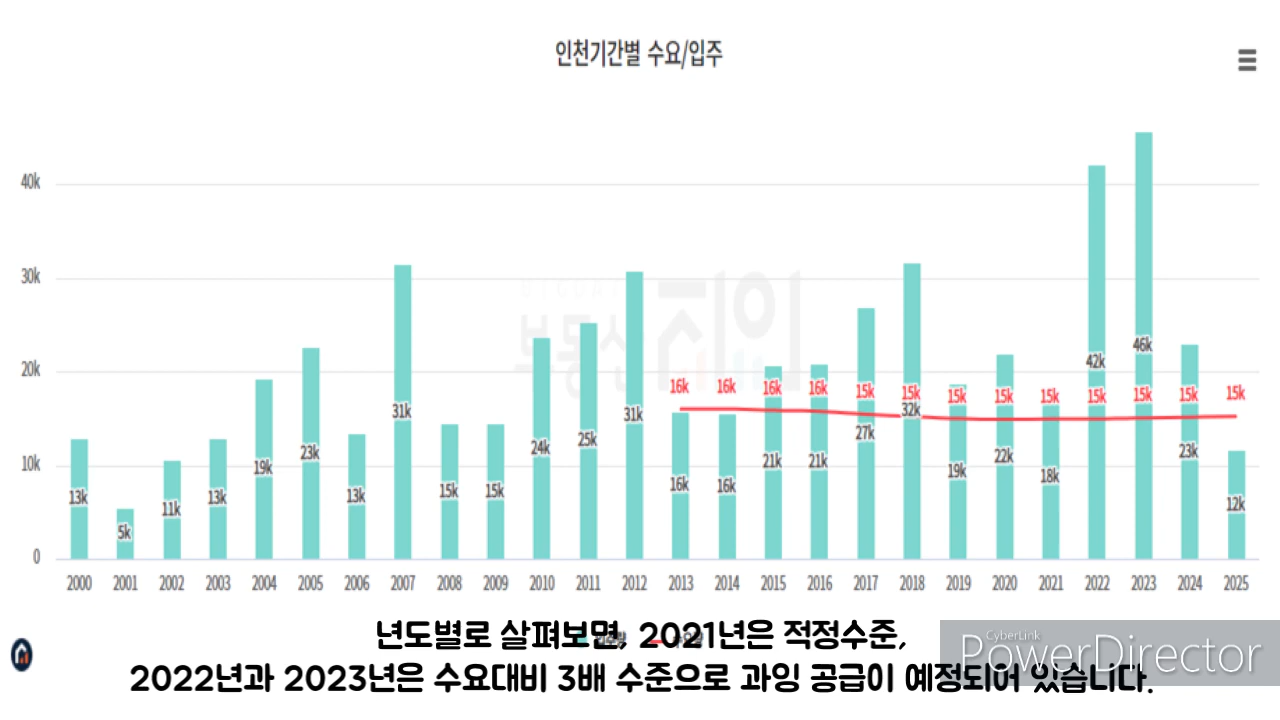 인천기간별 수요/입주
40k
30k
20k
10k
0
13k 5k 11k 13k 19k 23k 13k 31k 15k 15k 24k 25k 31k 16k 16k 21k 21k 27k 32k 19k 22k 18k 42k 46k 23k 12k
16k 16k 16k 16k 15k 15k 15k 15k 15k 15k 15k 15k 15k
부동산 지인
2000 2001 2002 2003 2004 2005 2006 2007 2008 2009 2010 2011 2012 2013 2014 2015 2016 2017 2018 2019 2020 2021 2022 2023 2024 2025
년도별로 살펴보면, 2021년은 적정수준,
2022년과 2023년은 수요대비 3배 수준으로 과잉 공급이 예정되어 있습니다.
CyberLink
PowerDirector